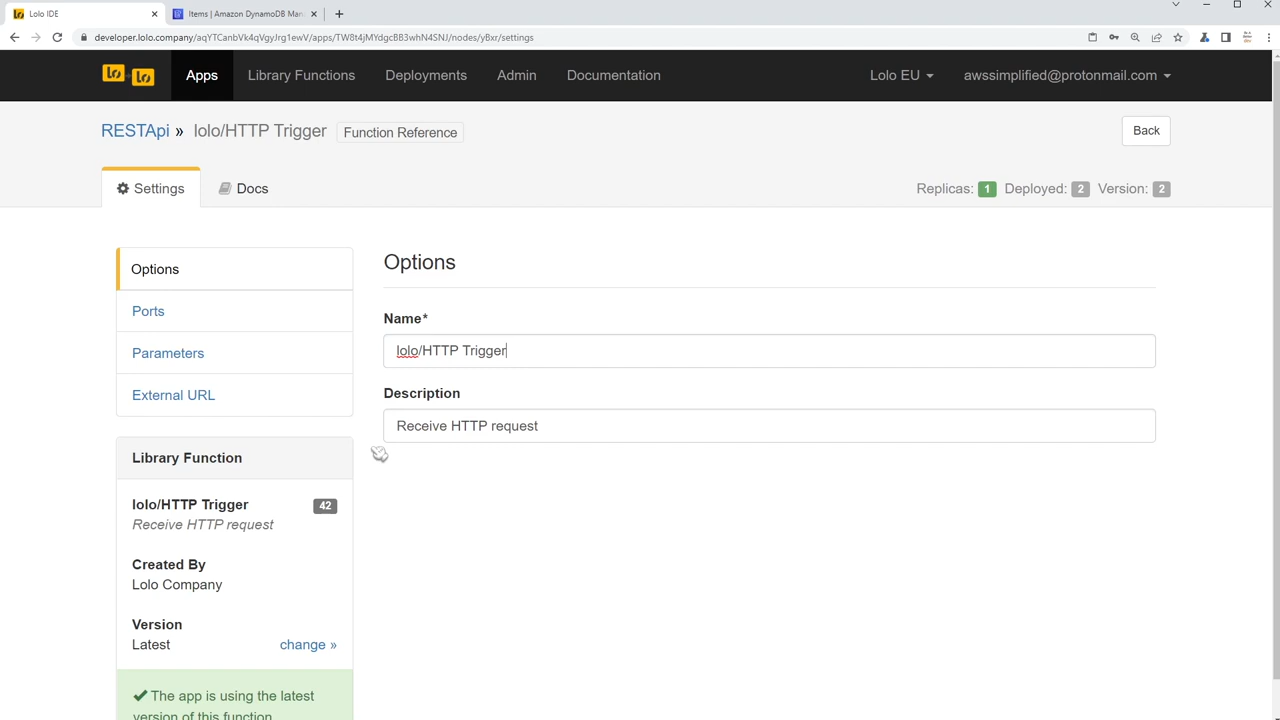 Lolo IDE
Items | Amazon DynamoDB Man
developer.lolo.company/aqYTCanbVk4qVgyJrg1ewV/apps/TW8t4jMYdgcBB3whN4SNJ/nodes/yBxr/settings
lo lo
Apps
Library Functions
Deployments
Admin
Documentation
Lolo EU
awssimplified@protonmail.com
RESTApi » lolo/HTTP Trigger
Function Reference
Back
Settings
Docs
Replicas: 1 Deployed: 2 Version: 2
Options
Ports
Parameters
External URL
Options
Name*
lolo/HTTP Trigger
Description
Receive HTTP request
Library Function
lolo/HTTP Trigger 42
Receive HTTP request
Created By
Lolo Company
Version
Latest change »
The app is using the latest
version of this function